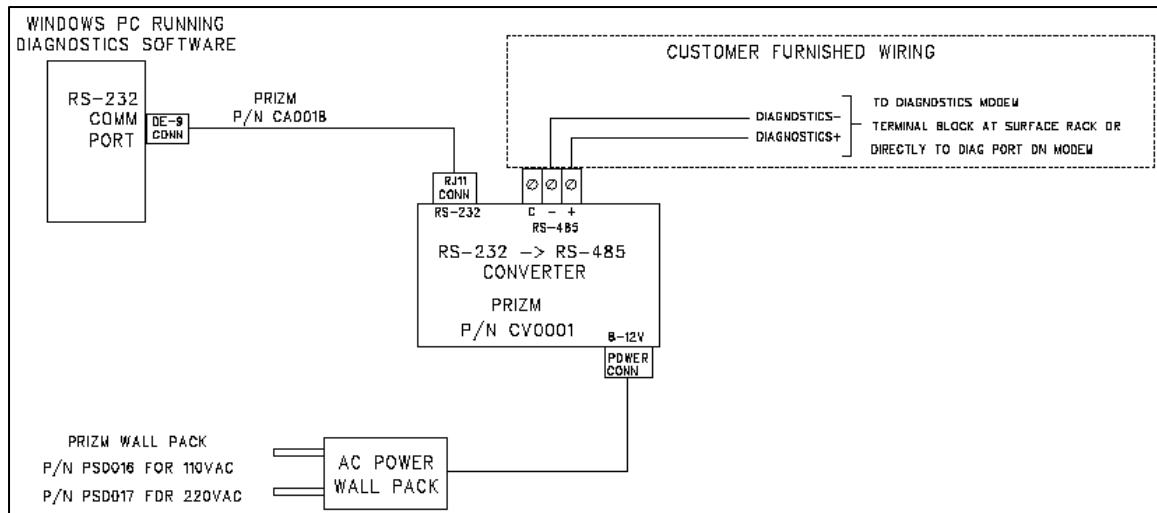 WINDOWS PC RUNNING
DIAGNOSTICS SOFTWARE
RS-232
COMM
PORT
DE-9
CONN
PRIZM
P/N CA0018
CUSTOMER FURNISHED WIRING
DIAGNOSTICS-
DIAGNOSTICS+
TO DIAGNOSTICS MODEM
TERMINAL BLOCK AT SURFACE RACK OR
DIRECTLY TO DIAG PORT ON MODEM
RJ11
CONN
RS-232
C - +
RS-485
RS-232 -> RS-485
CONVERTER
PRIZM
P/N CV0001
8-12V
POWER
CONN
PRIZM WALL PACK
P/N PS0016 FOR 110VAC
P/N PS0017 FOR 220VAC
AC POWER
WALL PACK